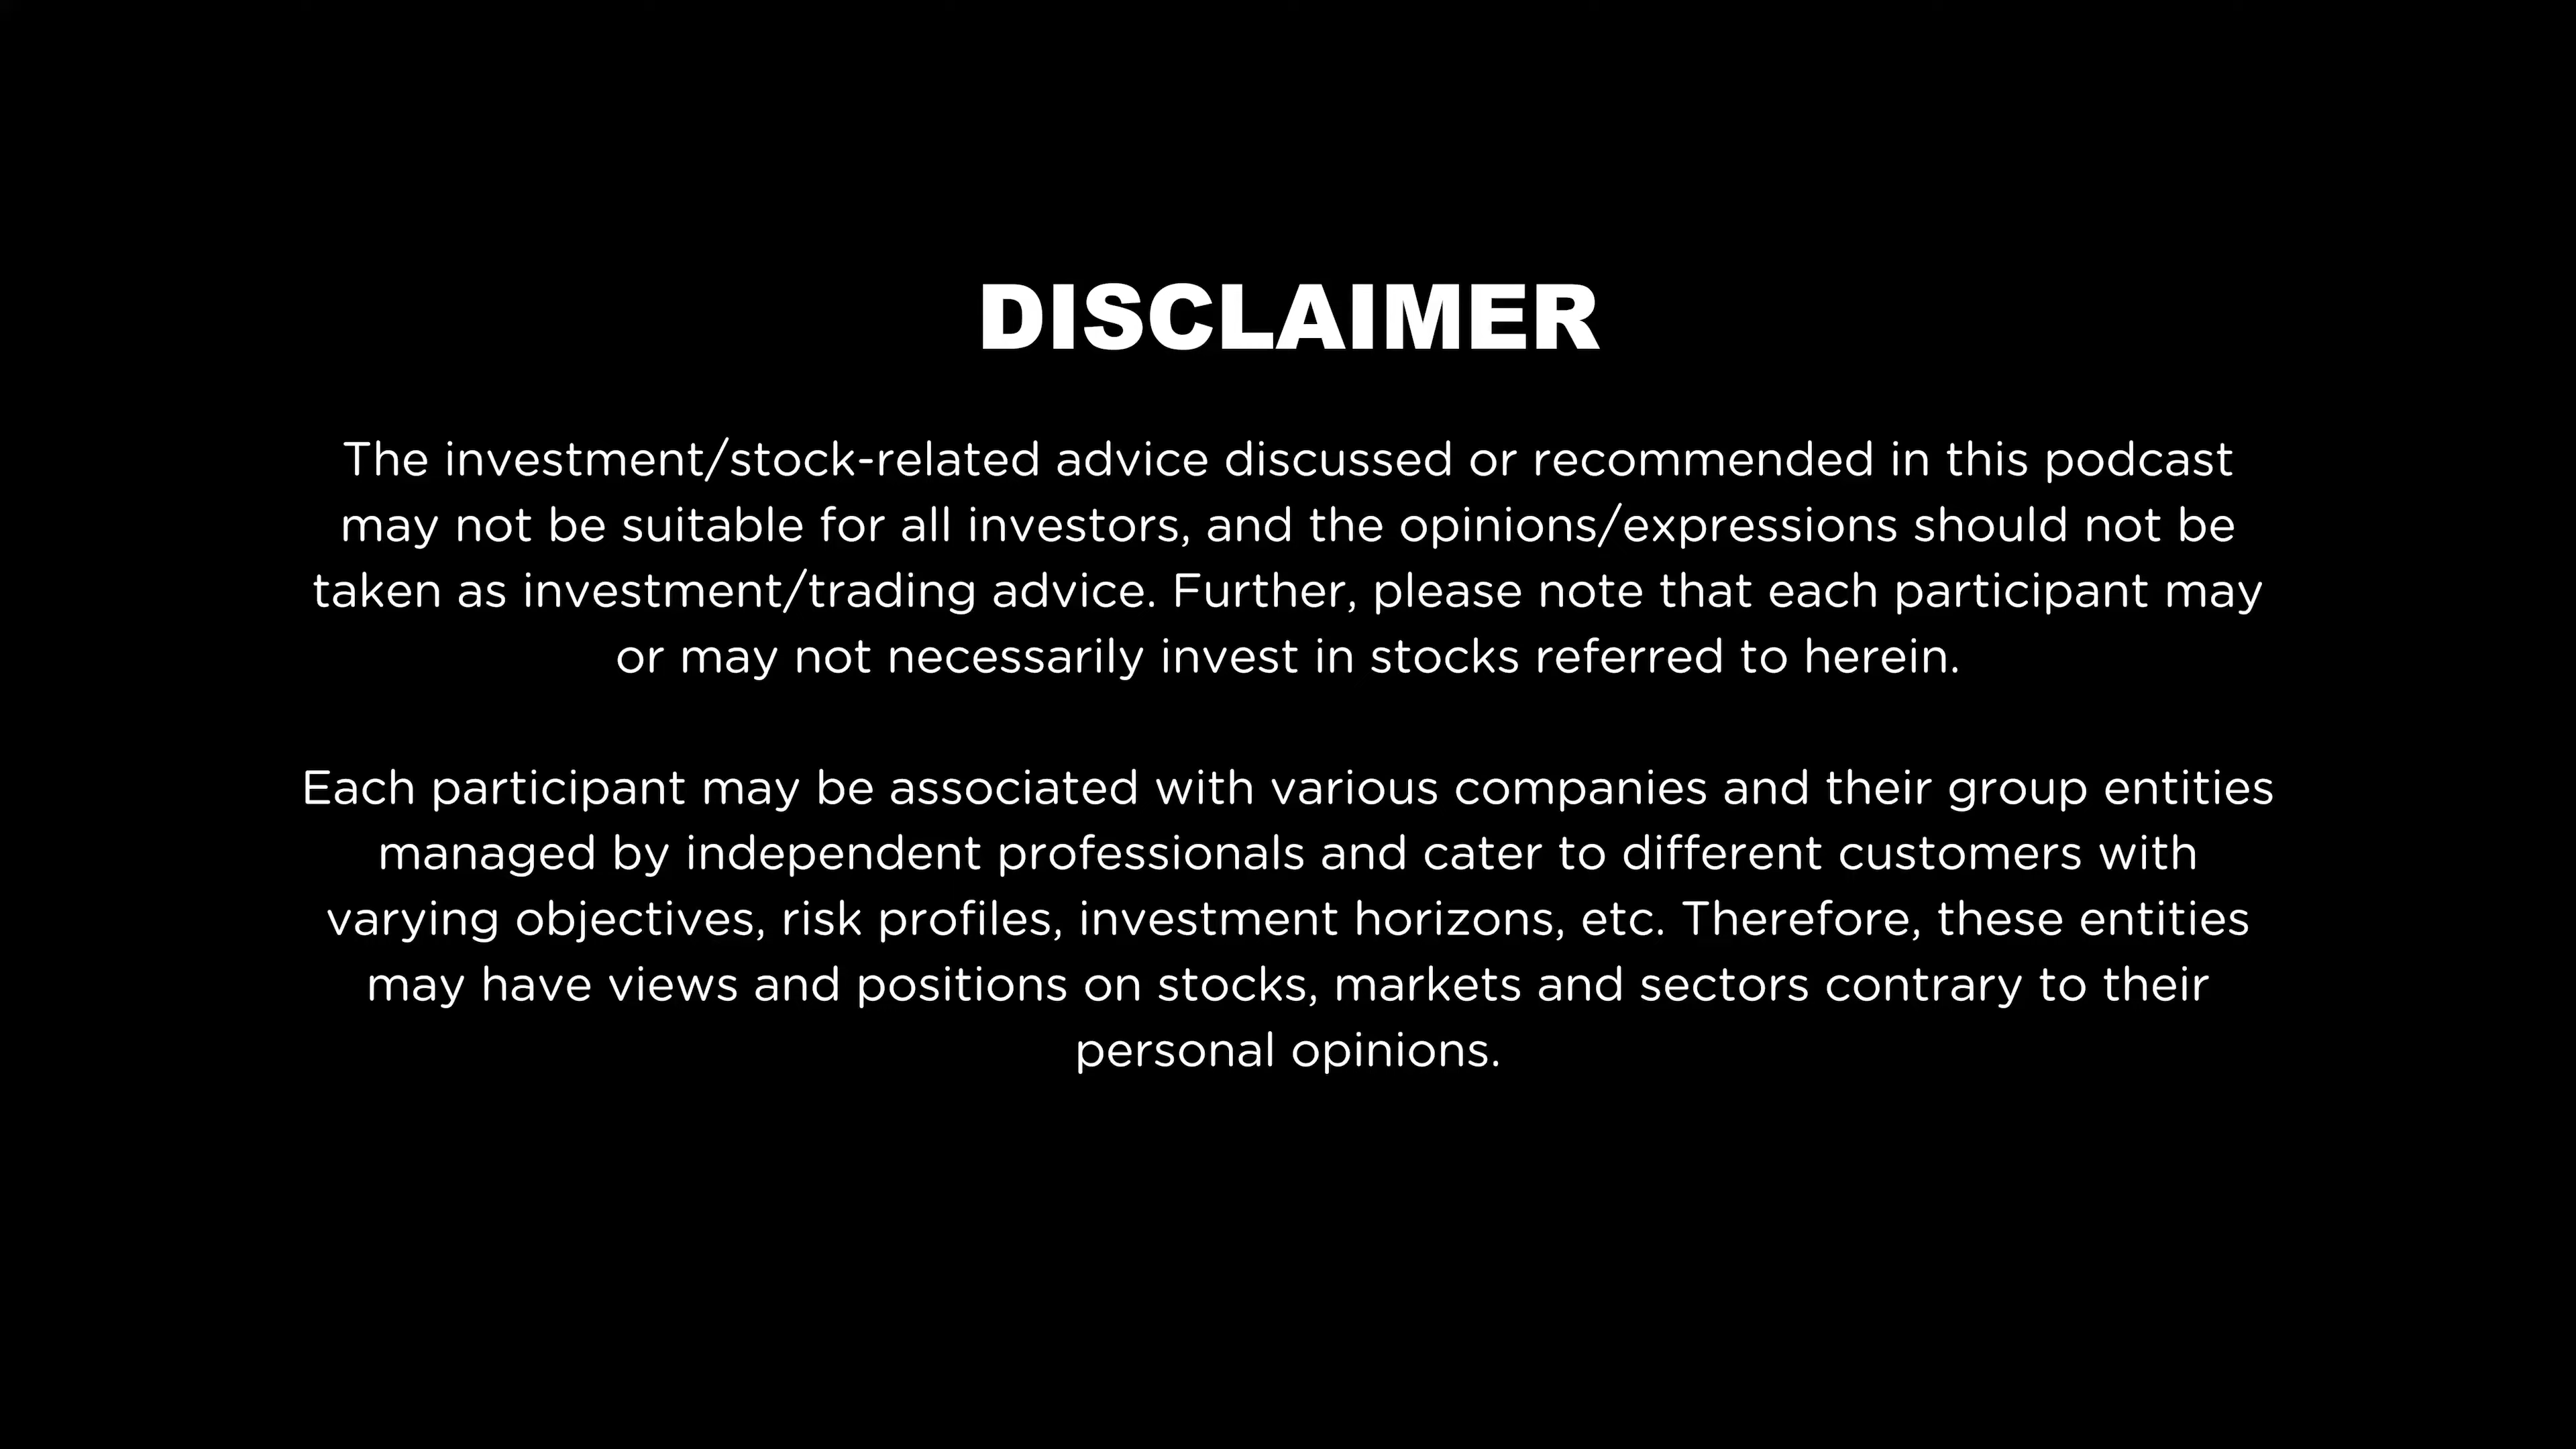 DISCLAIMER
The investment/stock-related advice discussed or recommended in this podcast
may not be suitable for all investors, and the opinions/expressions should not be
taken as investment/trading advice. Further, please note that each participant may
or may not necessarily invest in stocks referred to herein.
Each participant may be associated with various companies and their group entities
managed by independent professionals and cater to different customers with
varying objectives, risk profiles, investment horizons, etc. Therefore, these entities
may have views and positions on stocks, markets and sectors contrary to their
personal opinions.